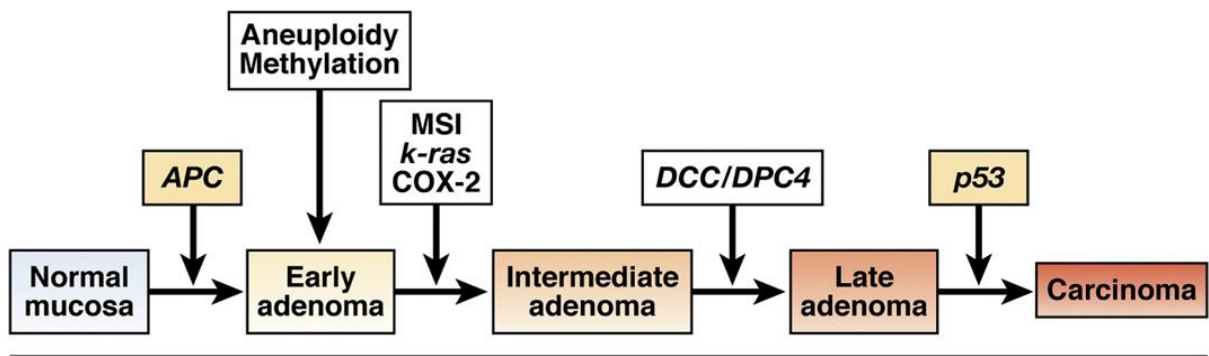 Aneuploidy
Methylation
MSI
k-ras
COX-2
APC
DCC/DPC4
p53
Normal
mucosa
Early
adenoma
Intermediate
adenoma
Late
adenoma
Carcinoma